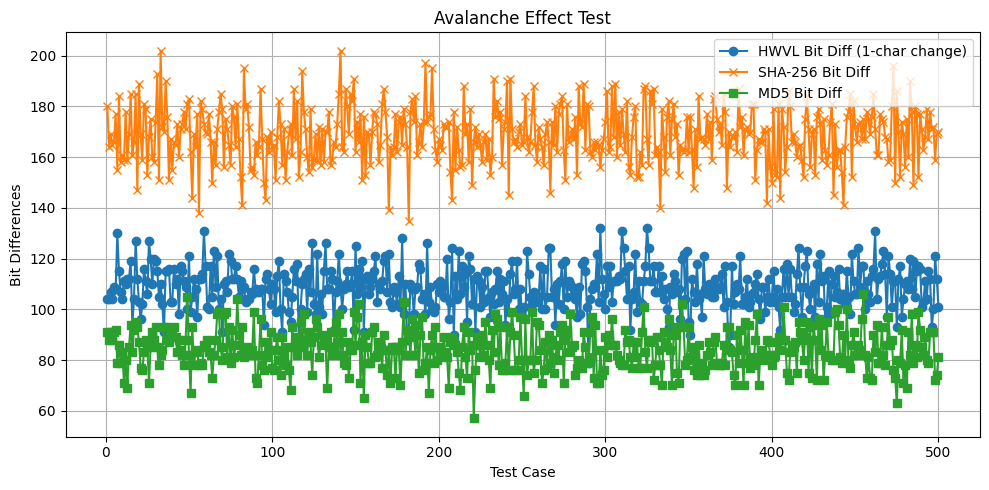 Avalanche Effect Test
HWVL Bit Diff (1-char change)
SHA-256 Bit Diff
MD5 Bit Diff
Bit Differences
200
180
160
140
120
100
80
60
0
100
200
300
400
500
Test Case